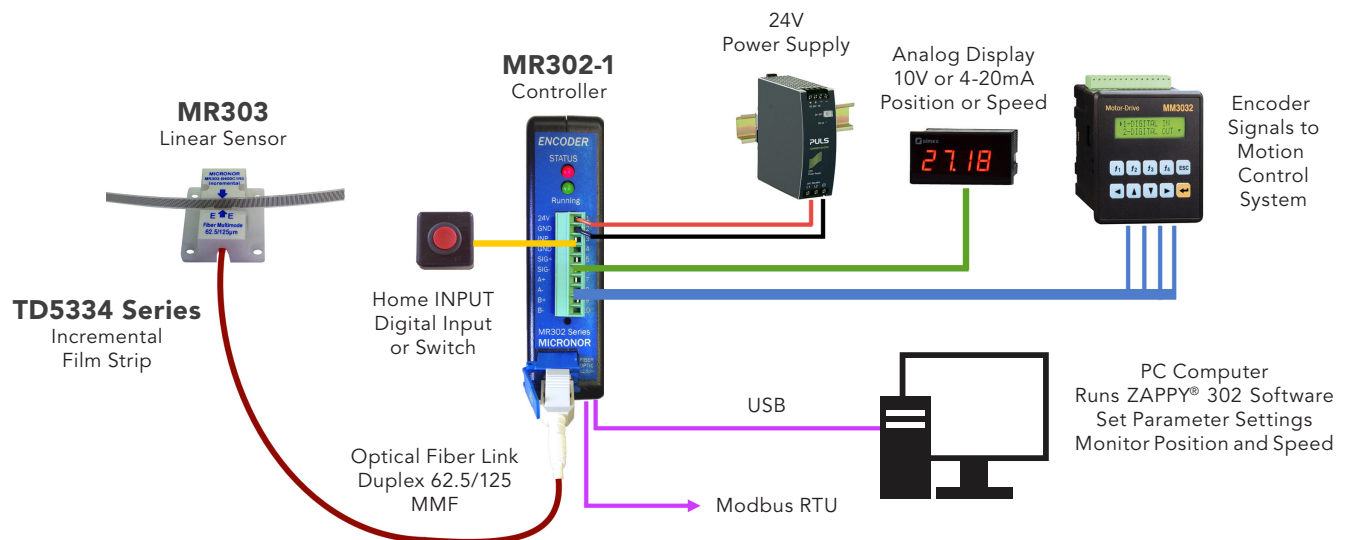 MR303
Linear Sensor
MICRONOR
Incremental
E E
Fiber Multimode
62.5/125µm
TD5334 Series
Incremental
Film Strip
Home INPUT
Digital Input
or Switch
MR302-1
Controller
ENCODER
STATUS
Running
24V
GND
INP
GND
SIG+
SIG-
A+
A-
B+
B-
MR302 Series
MICRONOR
Optical Fiber Link
Duplex 62.5/125
MMF
24V
Power Supply
PULS
Analog Display
10V or 4-20mA
Position or Speed
27.18
Motor-Drive MM3032
1-DIGITAL IN
2-DIGITAL OUT
f1 f2 f3 f4 ESC
Encoder
Signals to
Motion
Control
System
USB
Modbus RTU
PC Computer
Runs ZAPPY® 302 Software
Set Parameter Settings
Monitor Position and Speed